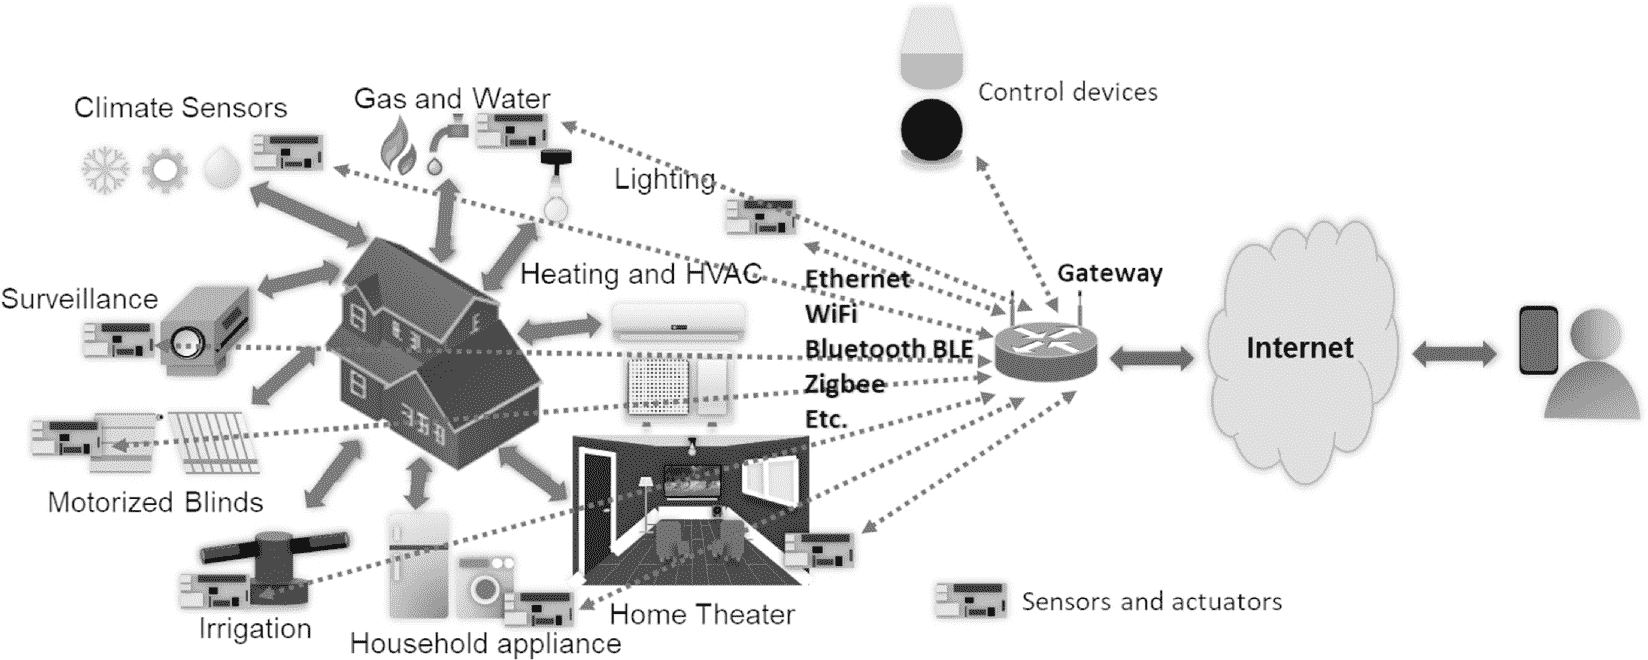 Climate Sensors
Gas and Water
Control devices
Lighting
Heating and HVAC
Ethernet
WiFi
Bluetooth BLE
Zigbee
Etc.
Gateway
Surveillance
Internet
Motorized Blinds
Irrigation
Household appliance
Home Theater
Sensors and actuators